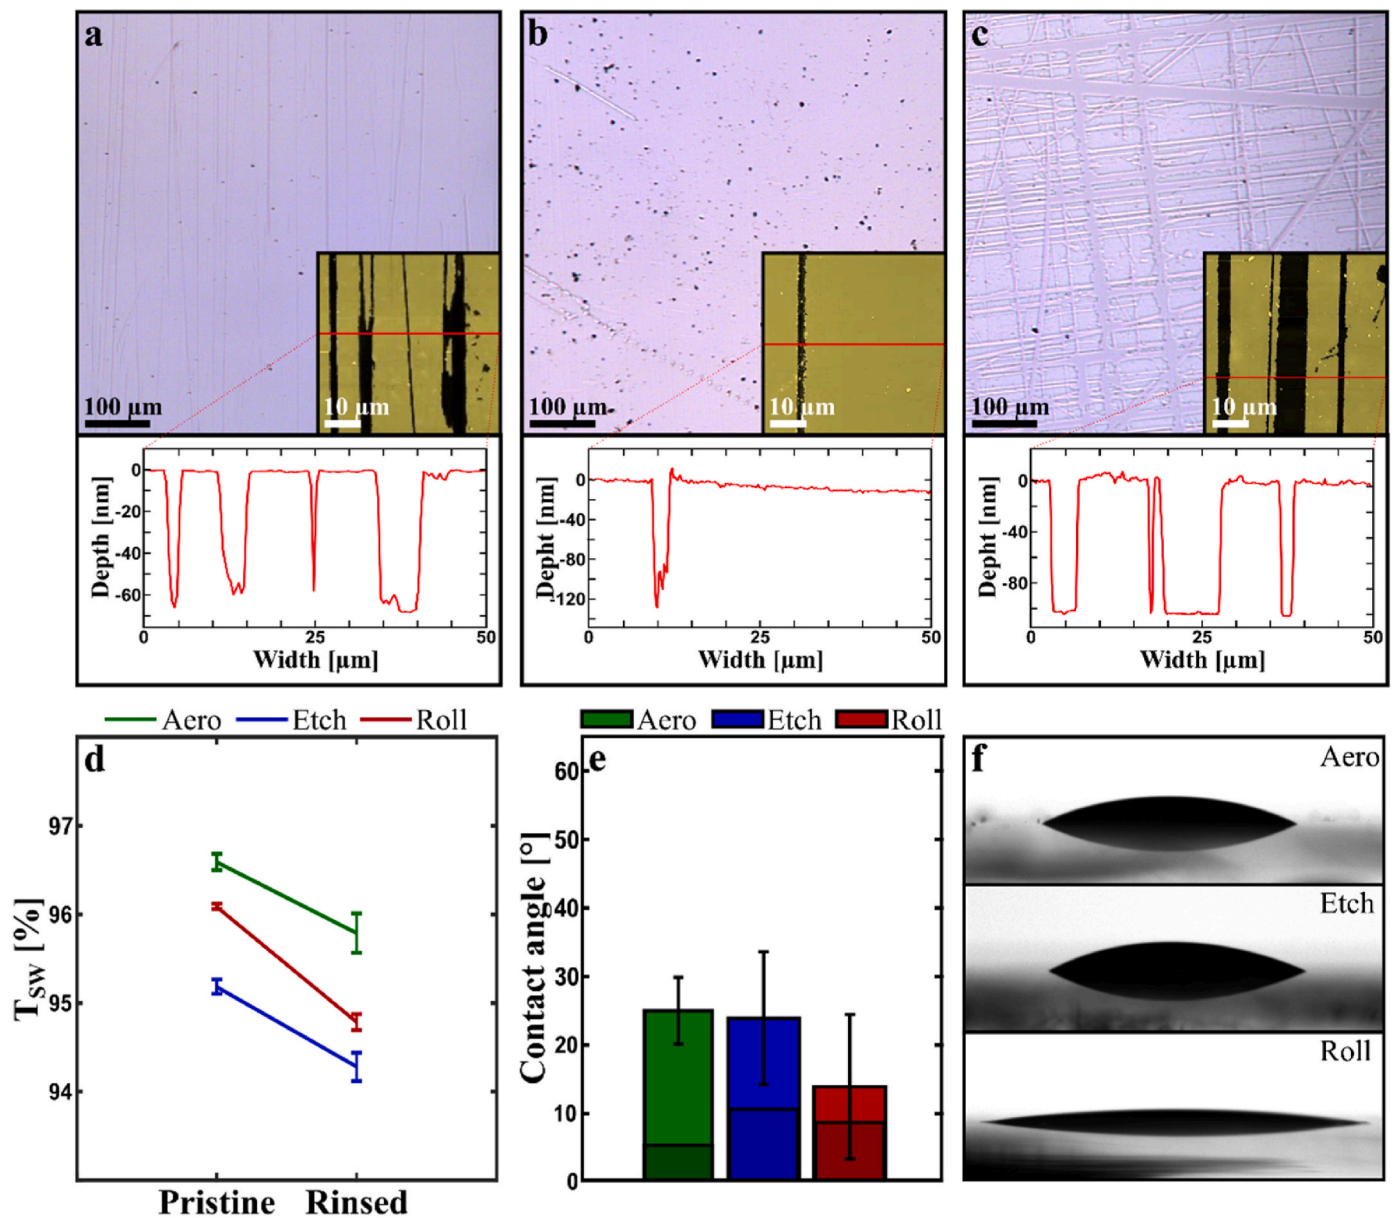 a
100 µm
10 µm
0
-20
-40
-60
Depth [nm]
0
25
50
Width [µm]
b
100 µm
10 µm
0
-40
-80
-120
Depht [nm]
0
25
50
Width [µm]
c
100 µm
10 µm
0
-80
Depht [nm]
0
25
50
Width [µm]
Aero Etch Roll
d
97
96
95
94
TSW [%]
Pristine Rinsed
Aero Etch Roll
e
60
50
40
30
20
10
0
Contact angle [°]
f
Aero
Etch
Roll